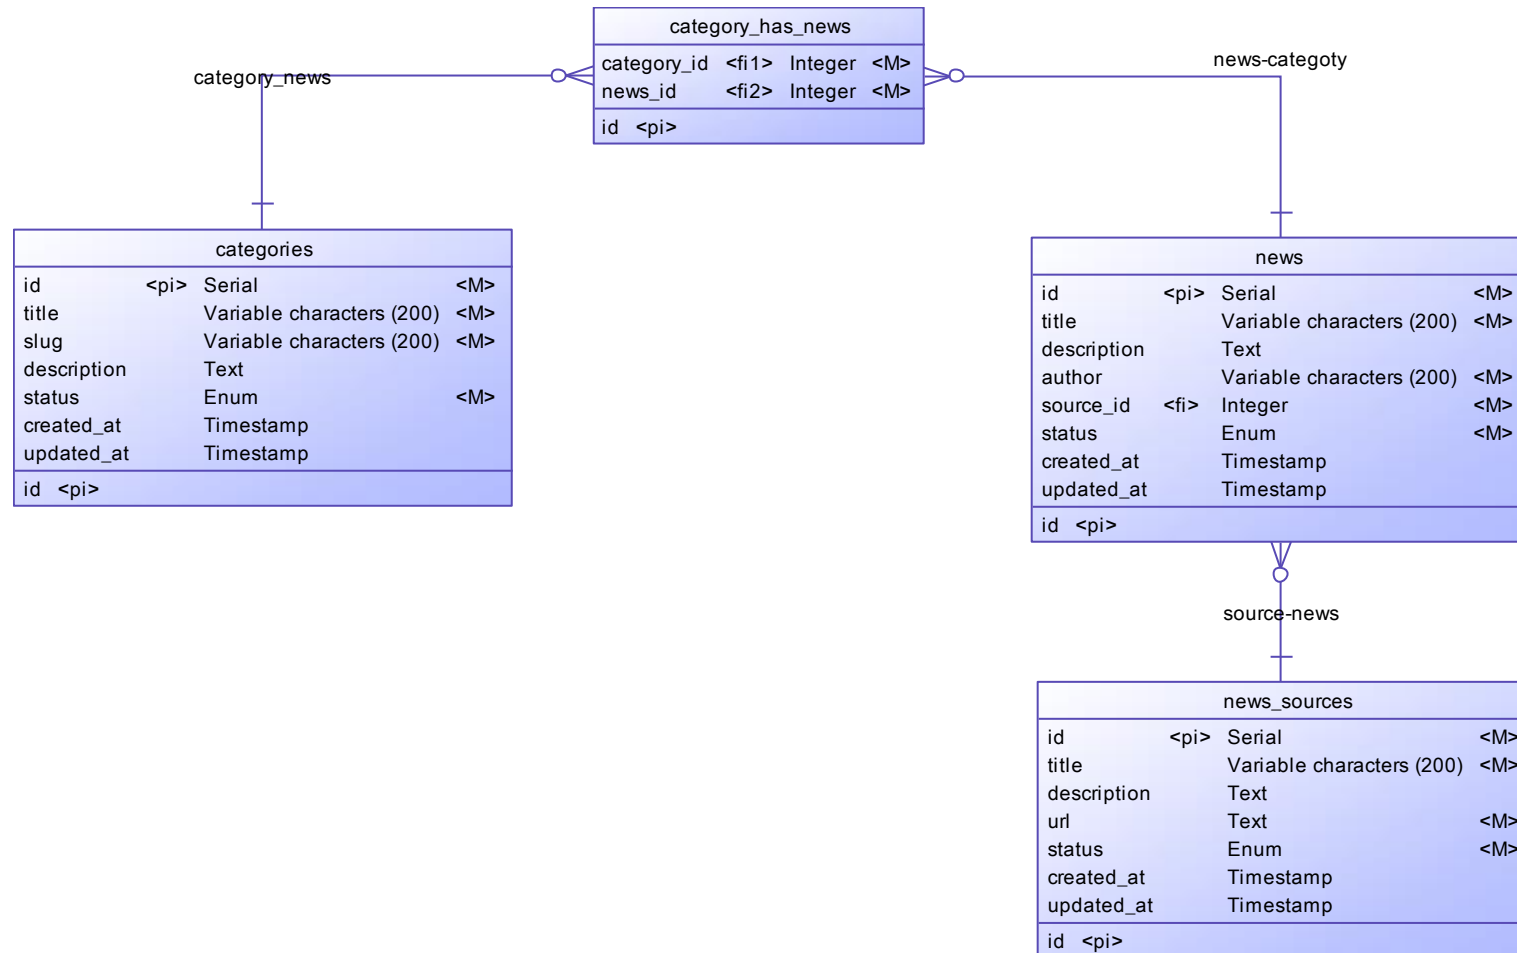 category_has_news
category_id <fi1> Integer <M>
news_id <fi2> Integer <M>
id <pi>
category_news
news-categoty
categories
id <pi> Serial <M>
title Variable characters (200) <M>
slug Variable characters (200) <M>
description Text
status Enum <M>
created_at Timestamp
updated_at Timestamp
id <pi>
news
id <pi> Serial <M>
title Variable characters (200) <M>
description Text
author Variable characters (200) <M>
source_id <fi> Integer <M>
status Enum <M>
created_at Timestamp
updated_at Timestamp
id <pi>
source-news
news_sources
id <pi> Serial <M>
title Variable characters (200) <M>
description Text
url Text <M>
status Enum <M>
created_at Timestamp
updated_at Timestamp
id <pi>